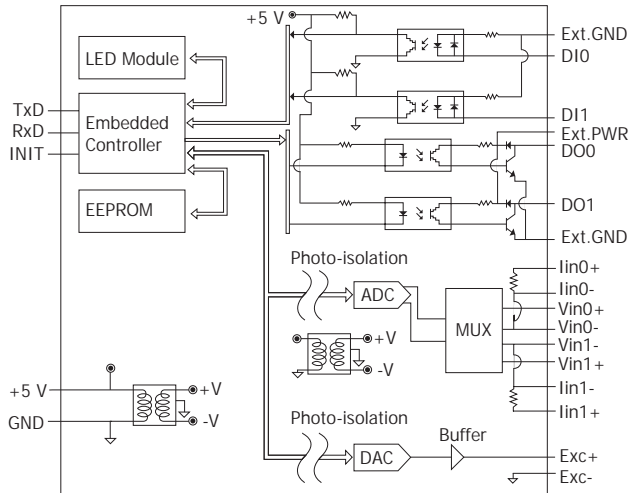 +5 V
Ext.GND
LED Module
DI0
TxD
RxD
INIT
Embedded
Controller
DI1
Ext.PWR
DO0
EEPROM
DO1
Ext.GND
Photo-isolation
ADC
MUX
Iin0+
Iin0-
Vin0+
Vin0-
Vin1-
Vin1+
Iin1-
Iin1+
+V
-V
+5 V
GND
+V
-V
Photo-isolation
DAC
Buffer
Exc+
Exc-